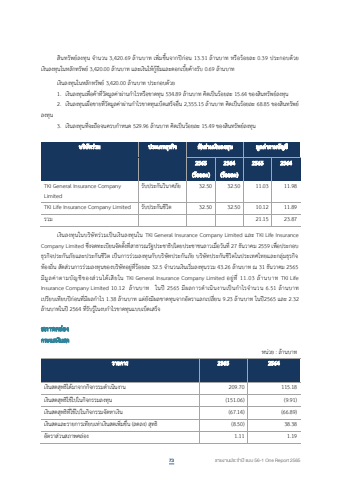 สินทรัพย์ลงทุน จำนวน 3,420.69 ล้านบาท เพิ่มขึ้นจากปีก่อน 13.31 ล้านบาท หรือร้อยละ 0.39 ประกอบด้วย
เงินลงทุนในหลักทรัพย์ 3,420.00 ล้านบาท และเงินให้กู้ยืมและดอกเบี้ยค้างรับ 0.69 ล้านบาท
เงินลงทุนในหลักทรัพย์ 3,420.00 ล้านบาท ประกอบด้วย
1. เงินลงทุนเพื่อค้าที่วัดมูลค่าผ่านกำไรหรือขาดทุน 534.89 ล้านบาท คิดเป็นร้อยละ 15.64 ของสินทรัพย์ลงทุน
2. เงินลงทุนเผื่อขายที่วัดมูลค่าผ่านกำไรขาดทุนเบ็ดเสร็จอื่น 2,355.15 ล้านบาท คิดเป็นร้อยละ 68.85 ของสินทรัพย์
ลงทุน
3. เงินลงทุนที่จะถือจนครบกำหนด 529.96 ล้านบาท คิดเป็นร้อยละ 15.49 ของสินทรัพย์ลงทุน
บริษัทร่วม ประเภทธุรกิจ สัดส่วนเงินลงทุน มูลค่าตามบัญชี
2565 2564 2565 2564
(ร้อยละ) (ร้อยละ)
TKI General Insurance Company รับประกันวินาศภัย 32.50 32.50 11.03 11.98
Limited
TKI Life Insurance Company Limited รับประกันชีวิต 32.50 32.50 10.12 11.89
รวม 21.15 23.87
เงินลงทุนในบริษัทร่วมเป็นเงินลงทุนใน TKI General Insurance Company Limited และ TKI Life Insurance
Company Limited ซึ่งจดทะเบียนจัดตั้งที่สาธารณรัฐประชาธิปไตยประชาชนลาวเมื่อวันที่ 27 ธันวาคม 2559 เพื่อประกอบ
ธุรกิจประกันภัยและประกันชีวิต เป็นการร่วมลงทุนกับบริษัทประกันภัย บริษัทประกันชีวิตในประเทศไทยและกลุ่มธุรกิจ
ท้องถิ่น สัดส่วนการร่วมลงทุนของบริษัทอยู่ที่ร้อยละ 32.5 จำนวนเงินเริ่มลงทุนรวม 43.26 ล้านบาท ณ 31 ธันวาคม 2565
มีมูลค่าตามบัญชีของส่วนได้เสียใน TKI General Insurance Company Limited อยู่ที่ 11.03 ล้านบาท TKI Life
Insurance Company Limited 10.12 ล้านบาท ในปี 2565 มีผลการดำเนินงานเป็นกำไรจำนวน 6.51 ล้านบาท
เปรียบเทียบปีก่อนที่มีผลกำไร 1.38 ล้านบาท แต่ยังมีผลขาดทุนจากอัตราแลกเปลี่ยน 9.25 ล้านบาท ในปี2565 และ 2.32
ล้านบาทในปี 2564 ที่รับรู้ในงบกำไรขาดทุนแบบเบ็ดเสร็จ
สภาพคล่อง
กระแสเงินสด
หน่วย : ล้านบาท
รายการ 2565 2564
เงินสดสุทธิได้มาจากกิจกรรมดำเนินงาน 209.70 115.18
เงินสดสุทธิใช้ไปในกิจกรรมลงทุน (151.06) (9.91)
เงินสดสุทธิที่ใช้ไปในกิจกรรมจัดหาเงิน (67.14) (66.89)
เงินสดและรายการเทียบเท่าเงินสดเพิ่มขึ้น (ลดลง) สุทธิ (8.50) 38.38
อัตราส่วนสภาพคล่อง 1.11 1.19
73 รายงานประจำปี แบบ 56-1 One Report 2565